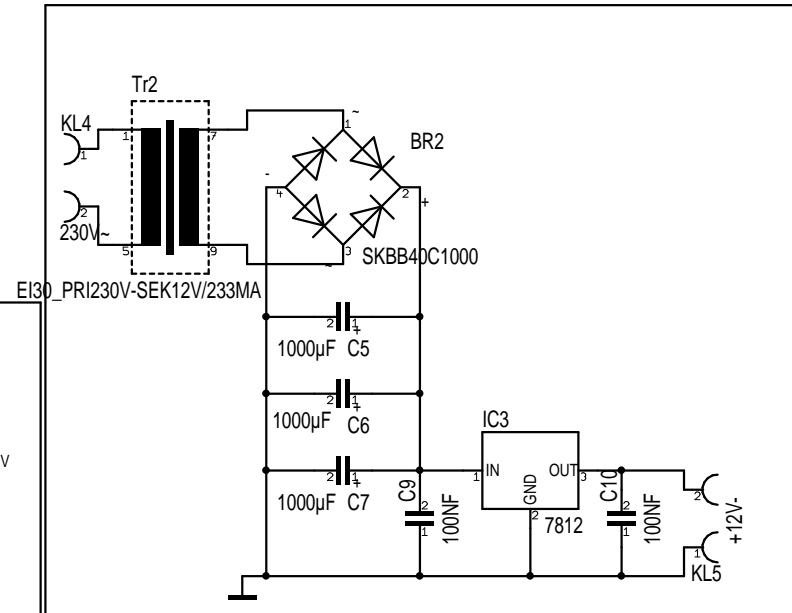 Tr2
KL4
1
7
1
~
BR2
-
4
2
+
2
230V~
5
9
3
~
SKBB40C1000
EI30_PRI230V-SEK12V/233MA
2
1
+
1000µF C5
2
1
+
1000µF C6
IC3
V
2
1
+
1
IN
OUT
3
1000µF C7
C9
2
1
100NF
GND
2
7812
C10
2
1
100NF
2
1
+12V-
KL5